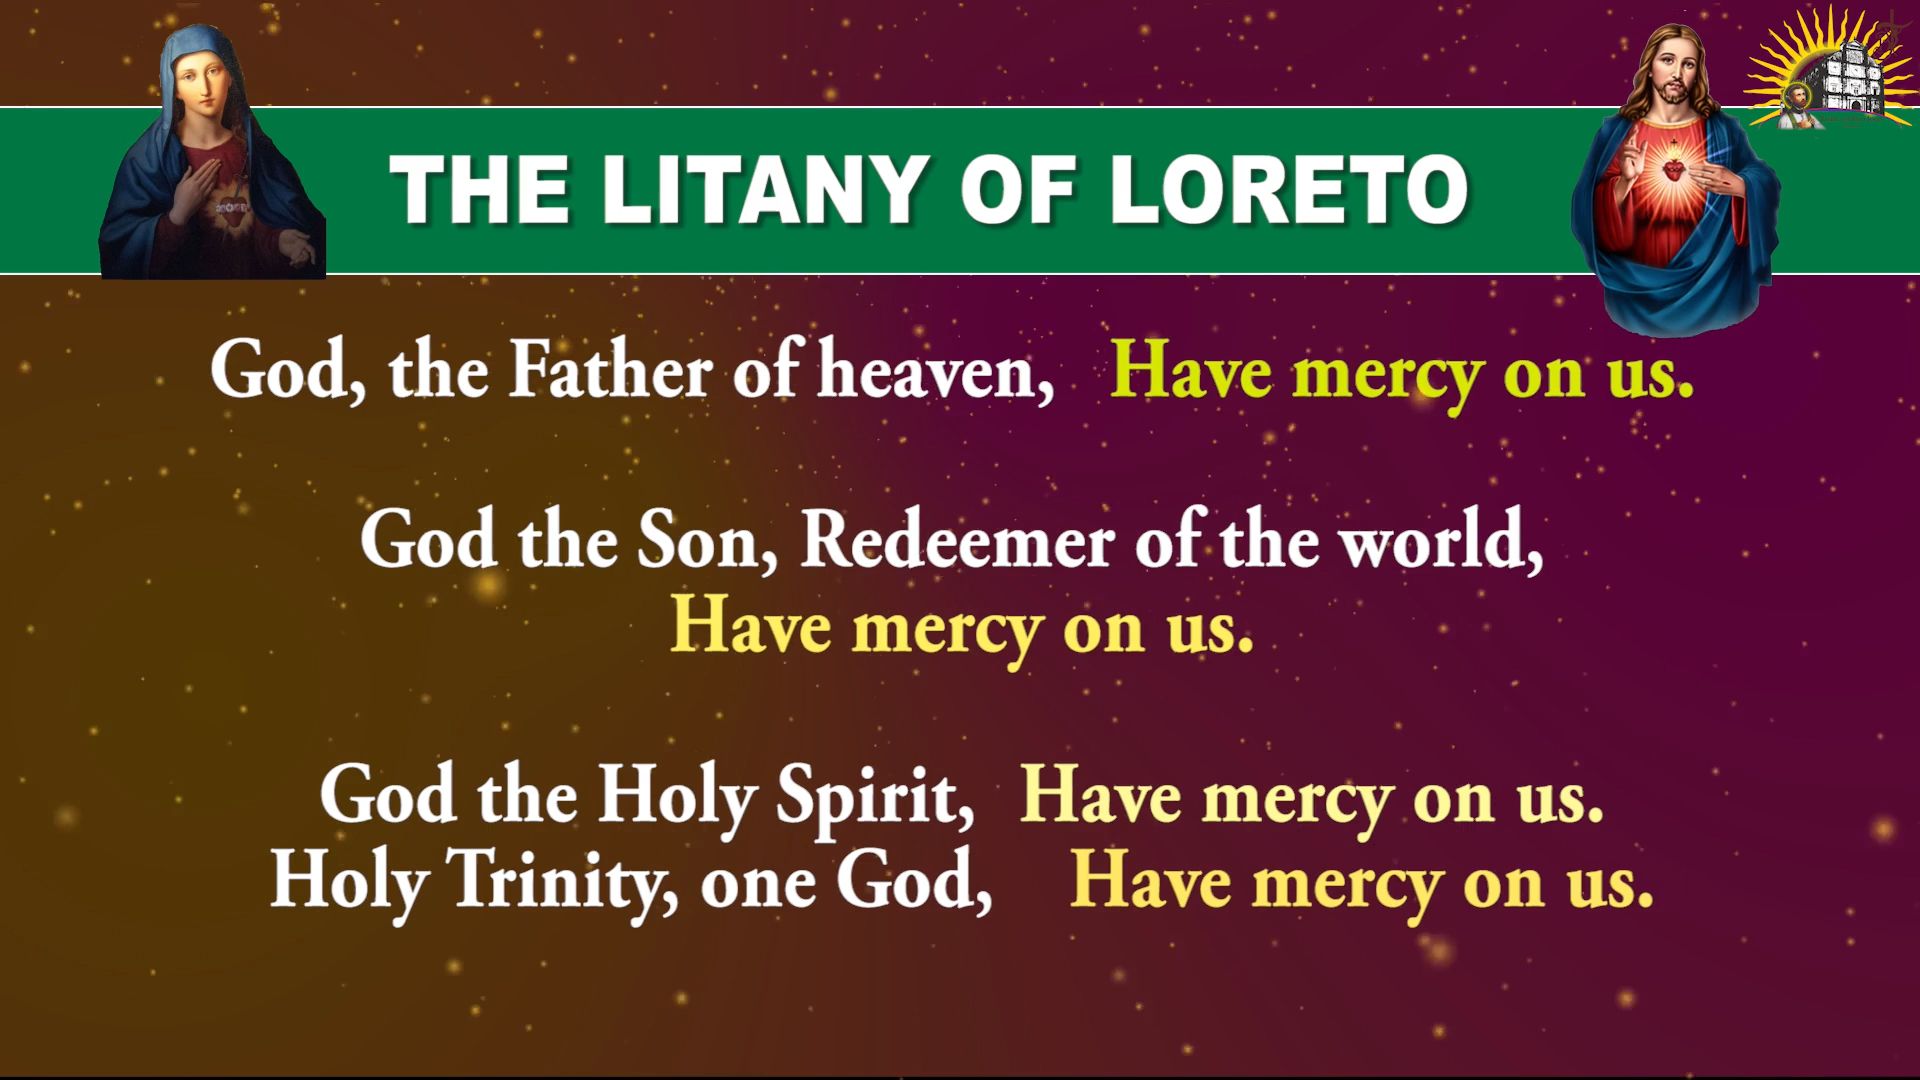 THE LITANY OF LORETO
God, the Father of heaven, Have mercy on us.
God the Son, Redeemer of the world,
Have mercy on us.
God the Holy Spirit, Have mercy on us.
Holy Trinity, one God, Have mercy on us.